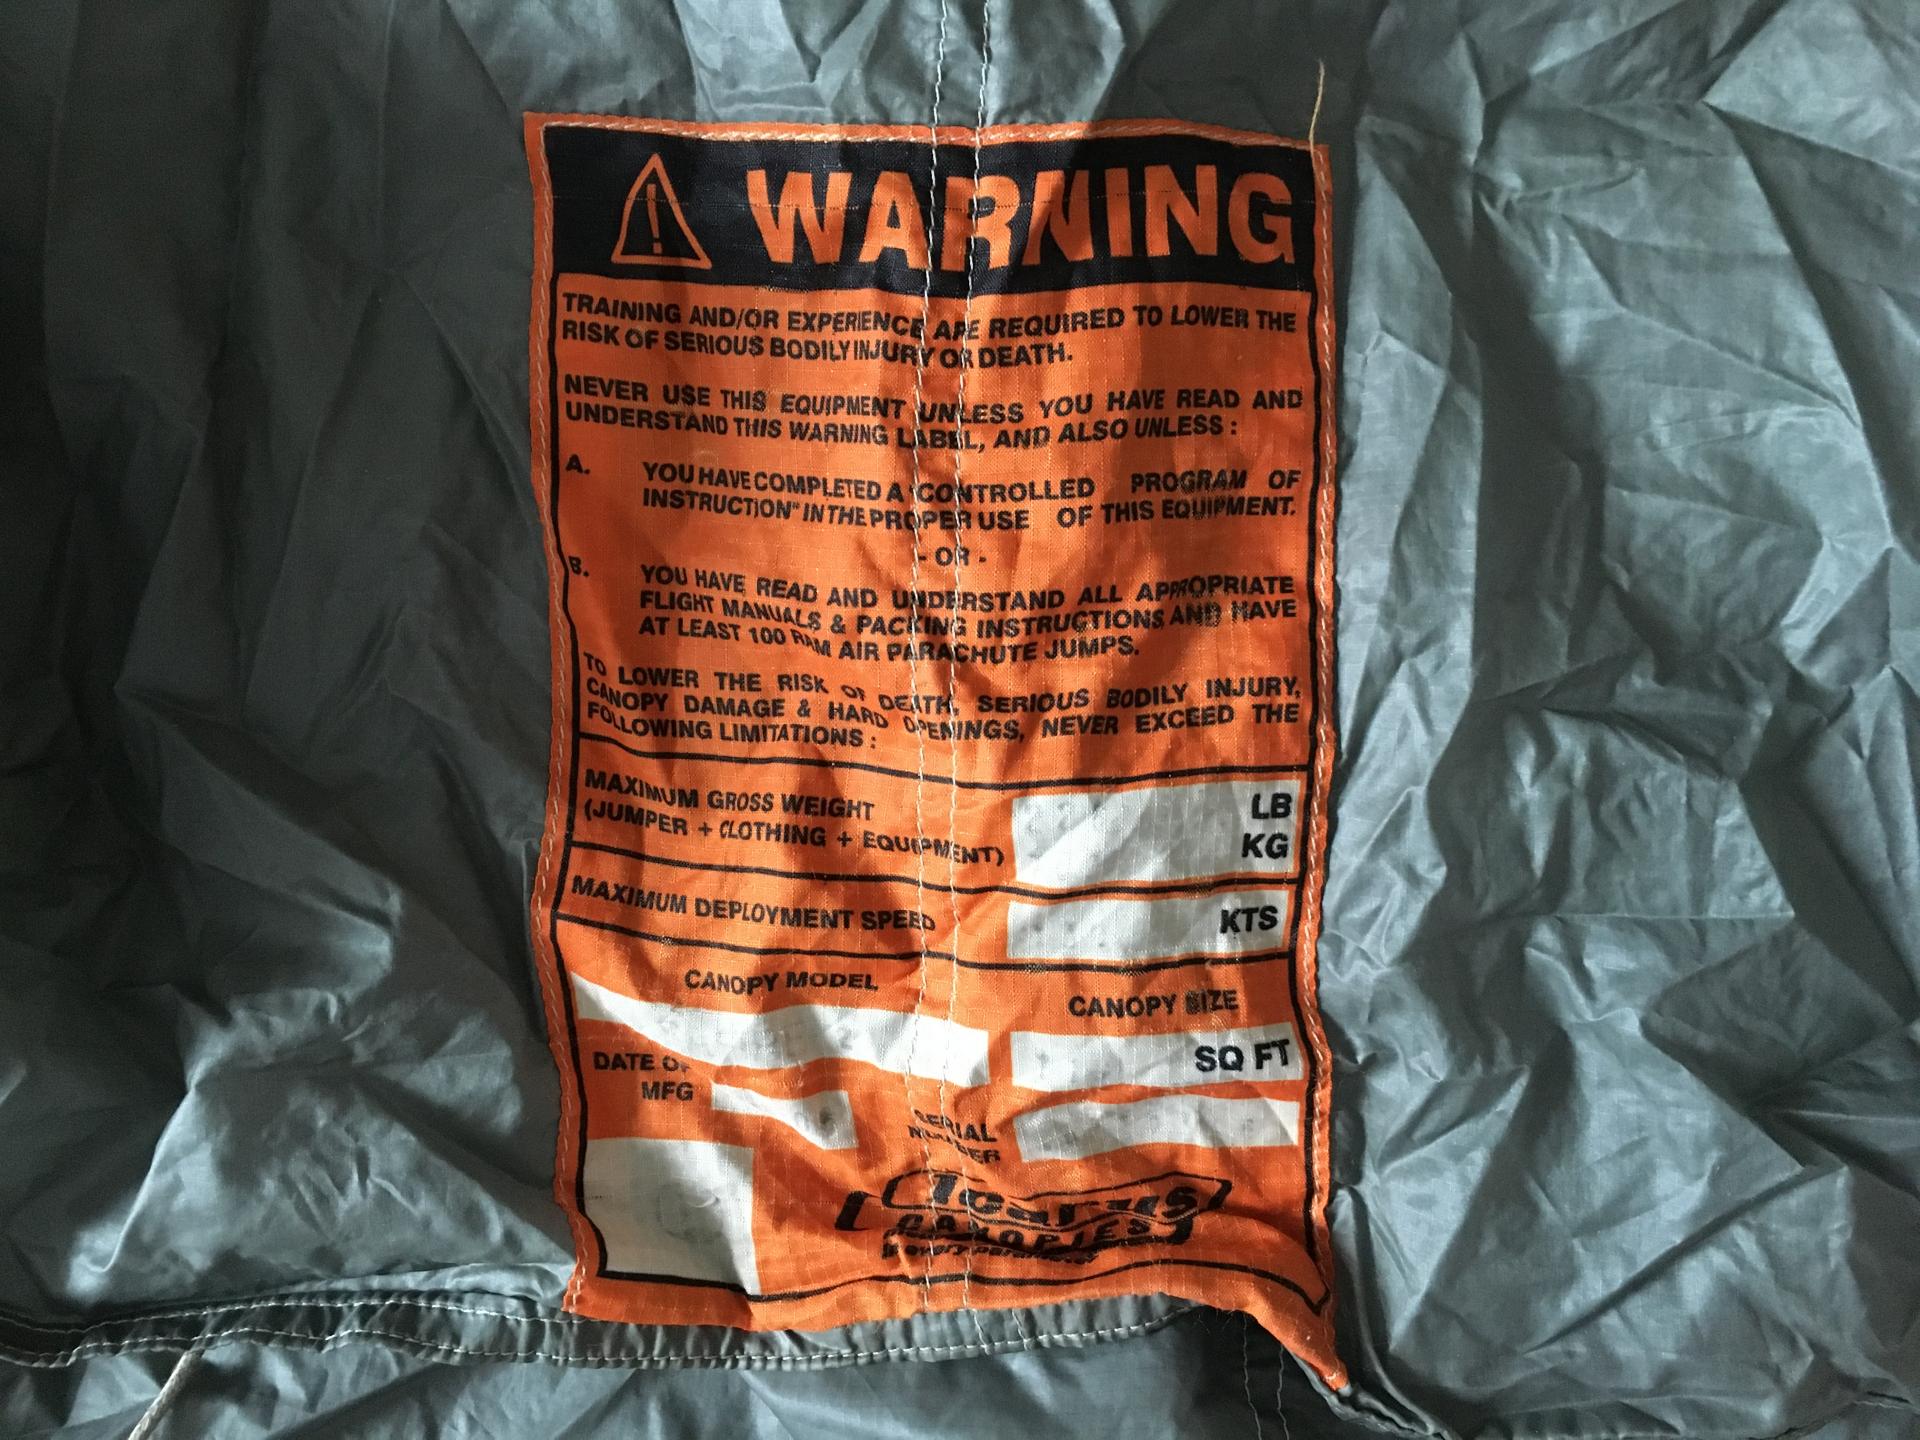 WARNING
TRAINING AND/OR EXPERIENCE ARE REQUIRED TO LOWER THE
RISK OF SERIOUS BODILY INJURY OR DEATH.
NEVER USE THIS EQUIPMENT UNLESS YOU HAVE READ AND
UNDERSTAND THIS WARNING LABEL, AND ALSO UNLESS :
A. YOU HAVE COMPLETED A "CONTROLLED PROGRAM OF
INSTRUCTION" IN THE PROPER USE OF THIS EQUIPMENT.
- OR -
B. YOU HAVE READ AND UNDERSTAND ALL APPROPRIATE
FLIGHT MANUALS & PACKING INSTRUCTIONS AND HAVE
AT LEAST 100 RAM AIR PARACHUTE JUMPS.
TO LOWER THE RISK OF DEATH, SERIOUS BODILY INJURY,
CANOPY DAMAGE & HARD OPENINGS, NEVER EXCEED THE
FOLLOWING LIMITATIONS :
MAXIMUM GROSS WEIGHT LB
(JUMPER + CLOTHING + EQUIPMENT) KG
MAXIMUM DEPLOYMENT SPEED KTS
CANOPY MODEL
CANOPY SIZE
SQ FT
DATE OF
MFG
SERIAL
NUMBER
Icarus
CANOPIES